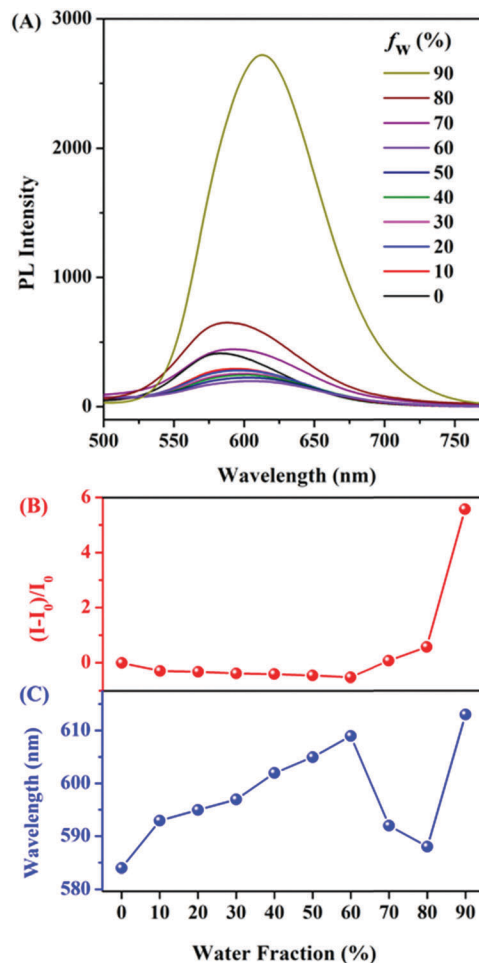 (A)
3000
2000
1000
0
PL Intensity
f_w (%)
90
80
70
60
50
40
30
20
10
0
500 550 600 650 700 750
Wavelength (nm)
(B)
6
4
2
0
(I-I₀)/I₀
(C)
610
600
590
580
Wavelength (nm)
0 10 20 30 40 50 60 70 80 90
Water Fraction (%)